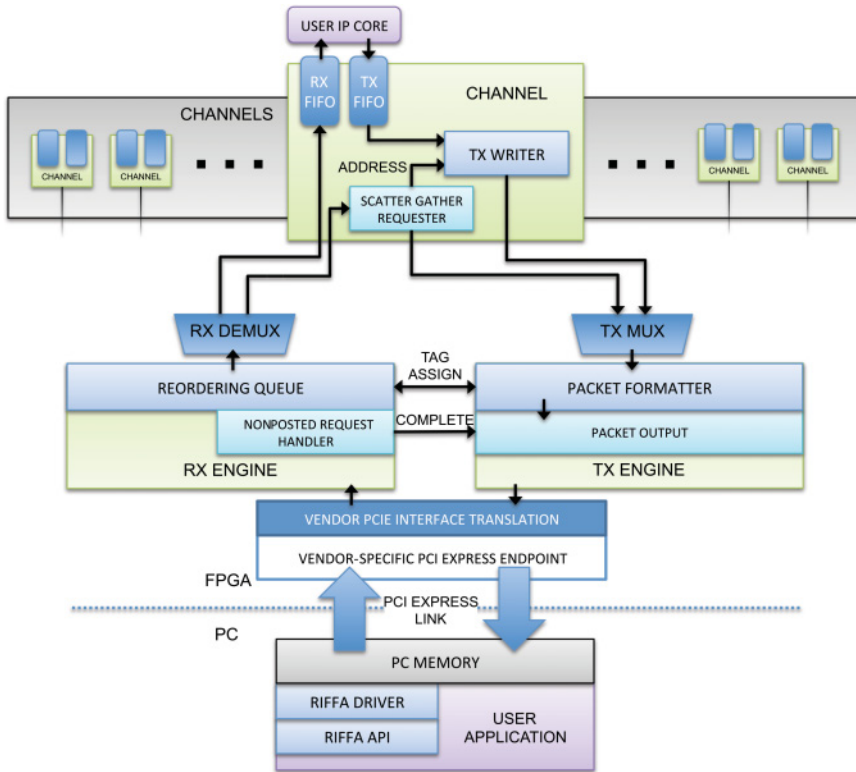 USER IP CORE
RX
FIFO
TX
FIFO
CHANNEL
CHANNELS
CHANNEL
CHANNEL
■ ■ ■
TX WRITER
ADDRESS
SCATTER GATHER
REQUESTER
■ ■ ■
CHANNEL
CHANNEL
RX DEMUX
TX MUX
REORDERING QUEUE
TAG
ASSIGN
PACKET FORMATTER
NONPOSTED REQUEST
HANDLER
COMPLETE
PACKET OUTPUT
RX ENGINE
TX ENGINE
VENDOR PCIE INTERFACE TRANSLATION
VENDOR-SPECIFIC PCI EXPRESS ENDPOINT
FPGA
PCI EXPRESS
LINK
PC
PC MEMORY
RIFFA DRIVER
RIFFA API
USER
APPLICATION